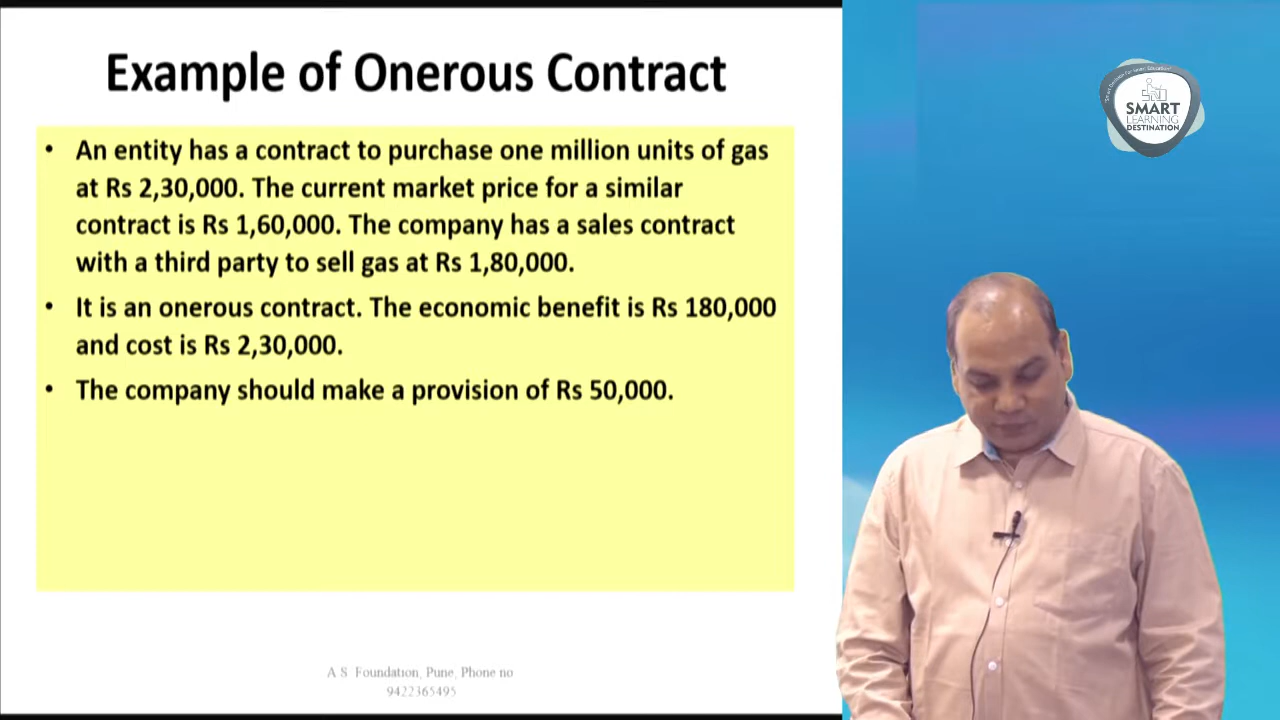 Example of Onerous Contract
• An entity has a contract to purchase one million units of gas
at Rs 2,30,000. The current market price for a similar
contract is Rs 1,60,000. The company has a sales contract
with a third party to sell gas at Rs 1,80,000.
• It is an onerous contract. The economic benefit is Rs 180,000
and cost is Rs 2,30,000.
• The company should make a provision of Rs 50,000.
A S Foundation, Pune, Phone no
9422365495
SMART
LEARNING
DESTINATION